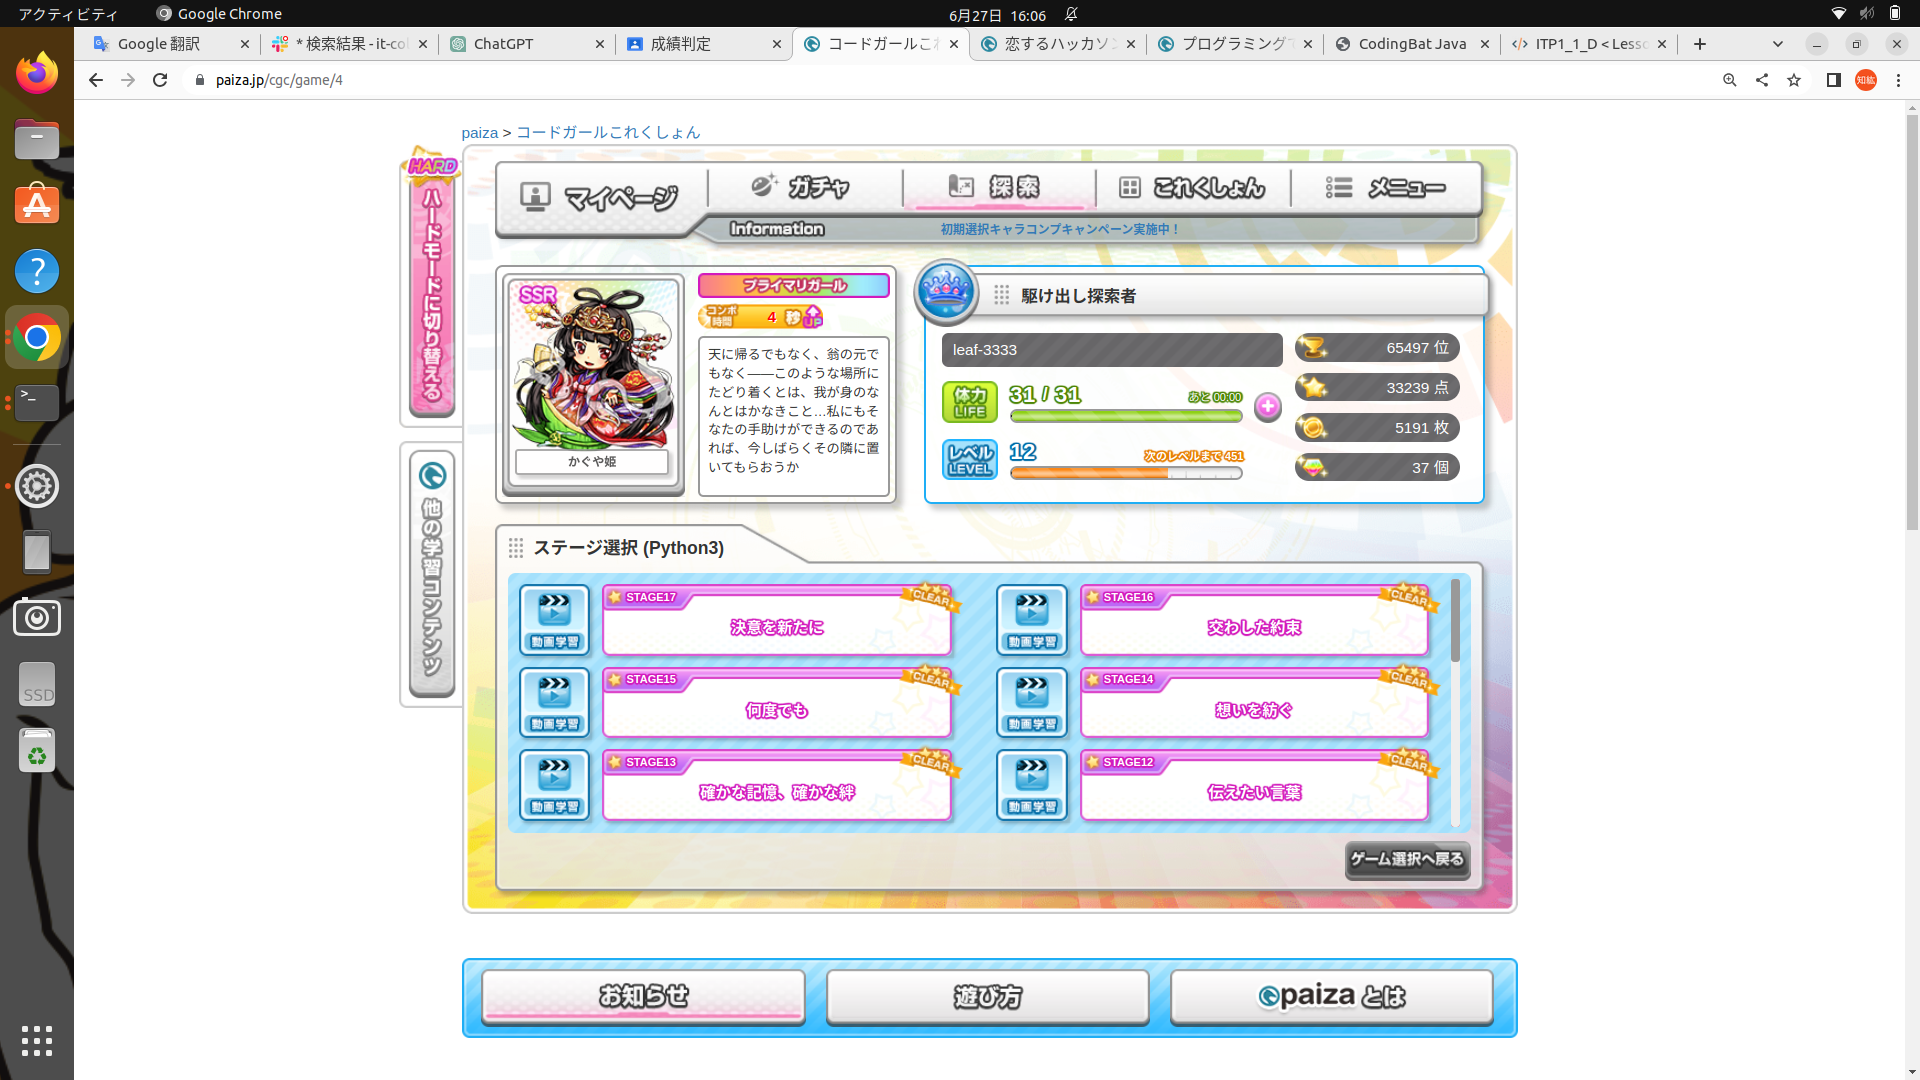 アクティビティ
Google Chrome
6月27日 16:06
Google 翻訳
* 検索結果 - it-col
ChatGPT
成績判定
コードガールこれ
恋するハッカソン
プログラミングで
CodingBat Java
ITP1_1_D < Lesso
paiza.jp/cgc/game/4
知紘
paiza > コードガールこれくしょん
HARD
ハードモードに切り替える
マイページ
ガチャ
探索
これくしょん
メニュー
Information
初期選択キャラコンプキャンペーン実施中！
SSR
かぐや姫
プライマリガール
コンボ時間 4 秒 UP
天に帰るでもなく、翁の元で
もなく——このような場所に
たどり着くとは、我が身のな
んとはかなきこと…私にもそ
なたの手助けができるのであ
れば、今しばらくその隣に置
いてもらおうか
駆け出し探索者
leaf-3333
体力 LIFE
31 / 31
あと 00:00
レベル LEVEL
12
次のレベルまで 451
65497 位
33239 点
5191 枚
37 個
他の学習コンテンツ
SSD
ステージ選択 (Python3)
動画学習
STAGE17
CLEAR
決意を新たに
動画学習
STAGE16
CLEAR
交わした約束
動画学習
STAGE15
CLEAR
何度でも
動画学習
STAGE14
CLEAR
想いを紡ぐ
動画学習
STAGE13
CLEAR
確かな記憶、確かな絆
動画学習
STAGE12
CLEAR
伝えたい言葉
ゲーム選択へ戻る
お知らせ
遊び方
paiza とは